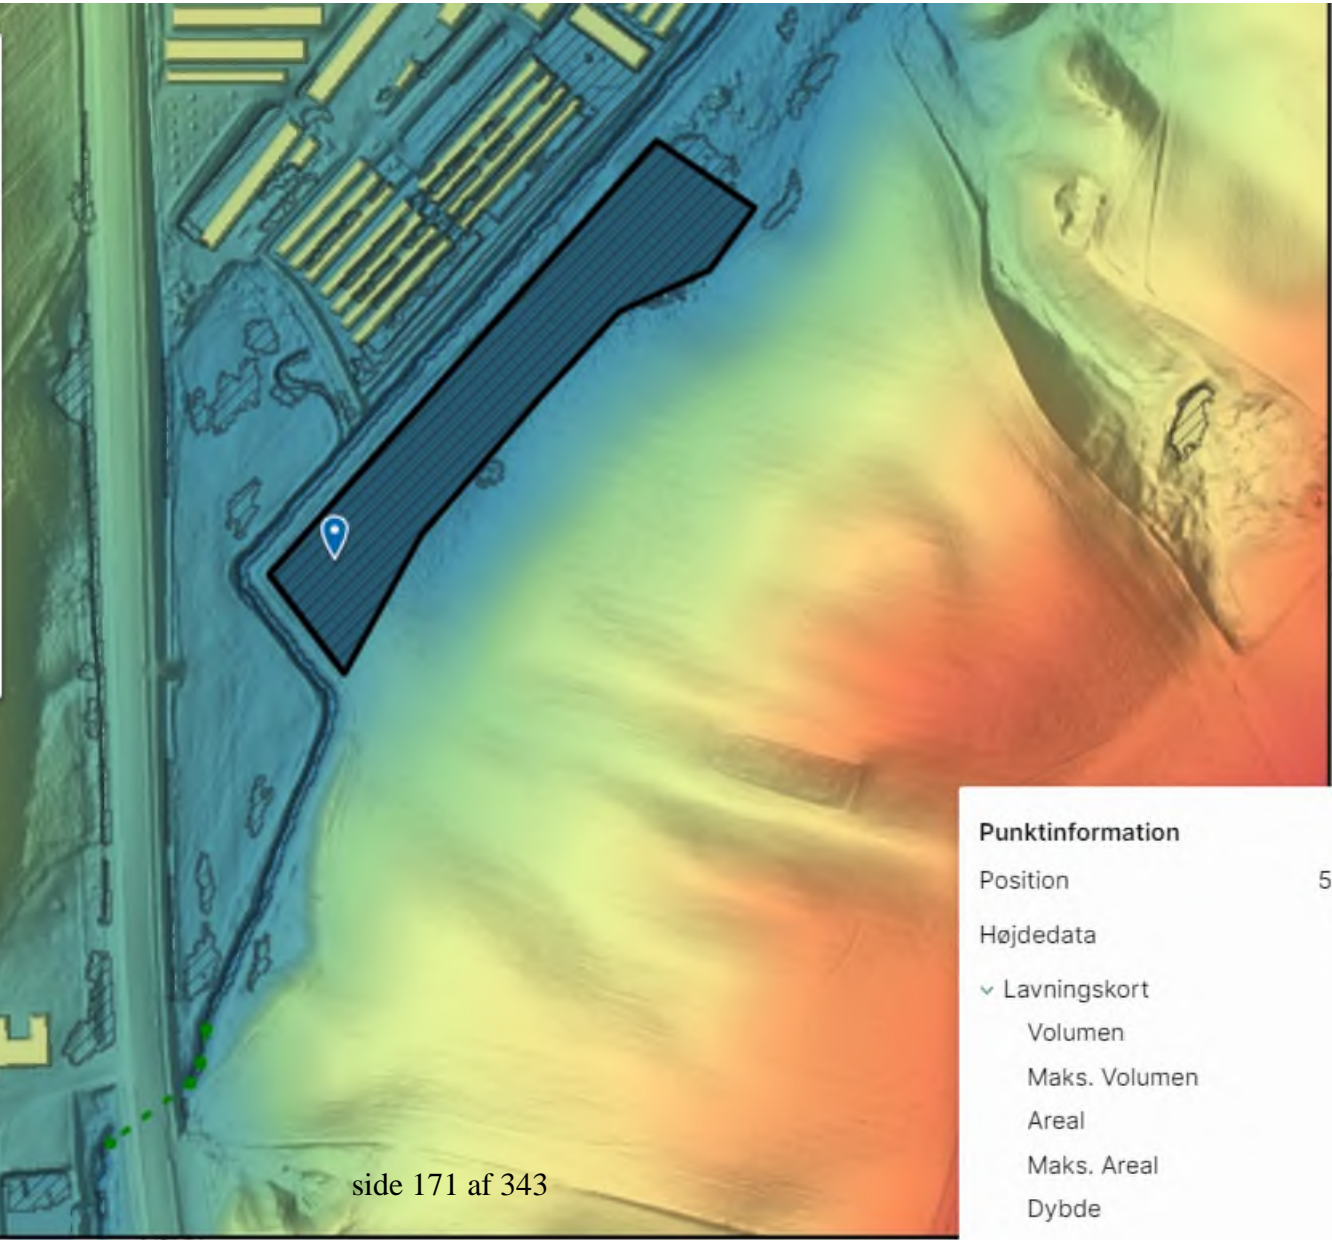 Punktinformation
Position 5
Højdedata
Lavningskort
Volumen
Maks. Volumen
Areal
Maks. Areal
Dybde
side 171 af 343